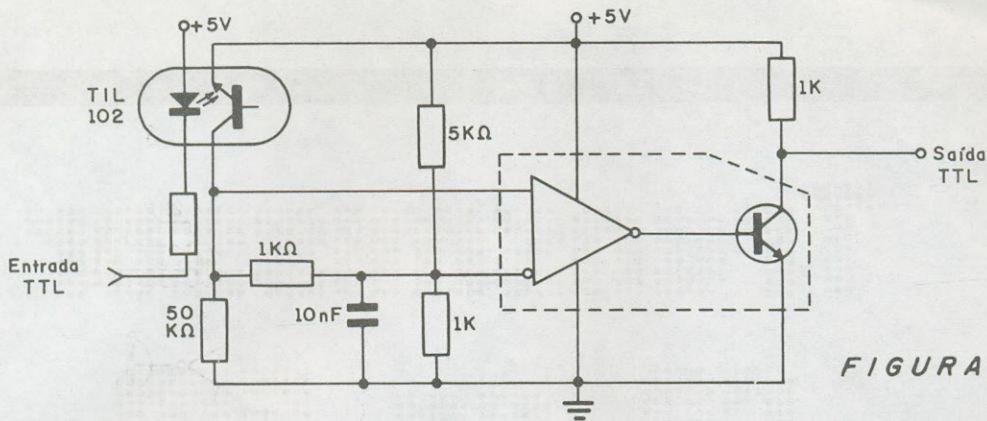 +5V
+5V
TIL
102
5KΩ
1K
Saída
TTL
Entrada
TTL
1KΩ
50
KΩ
10nF
1K
FIGURA